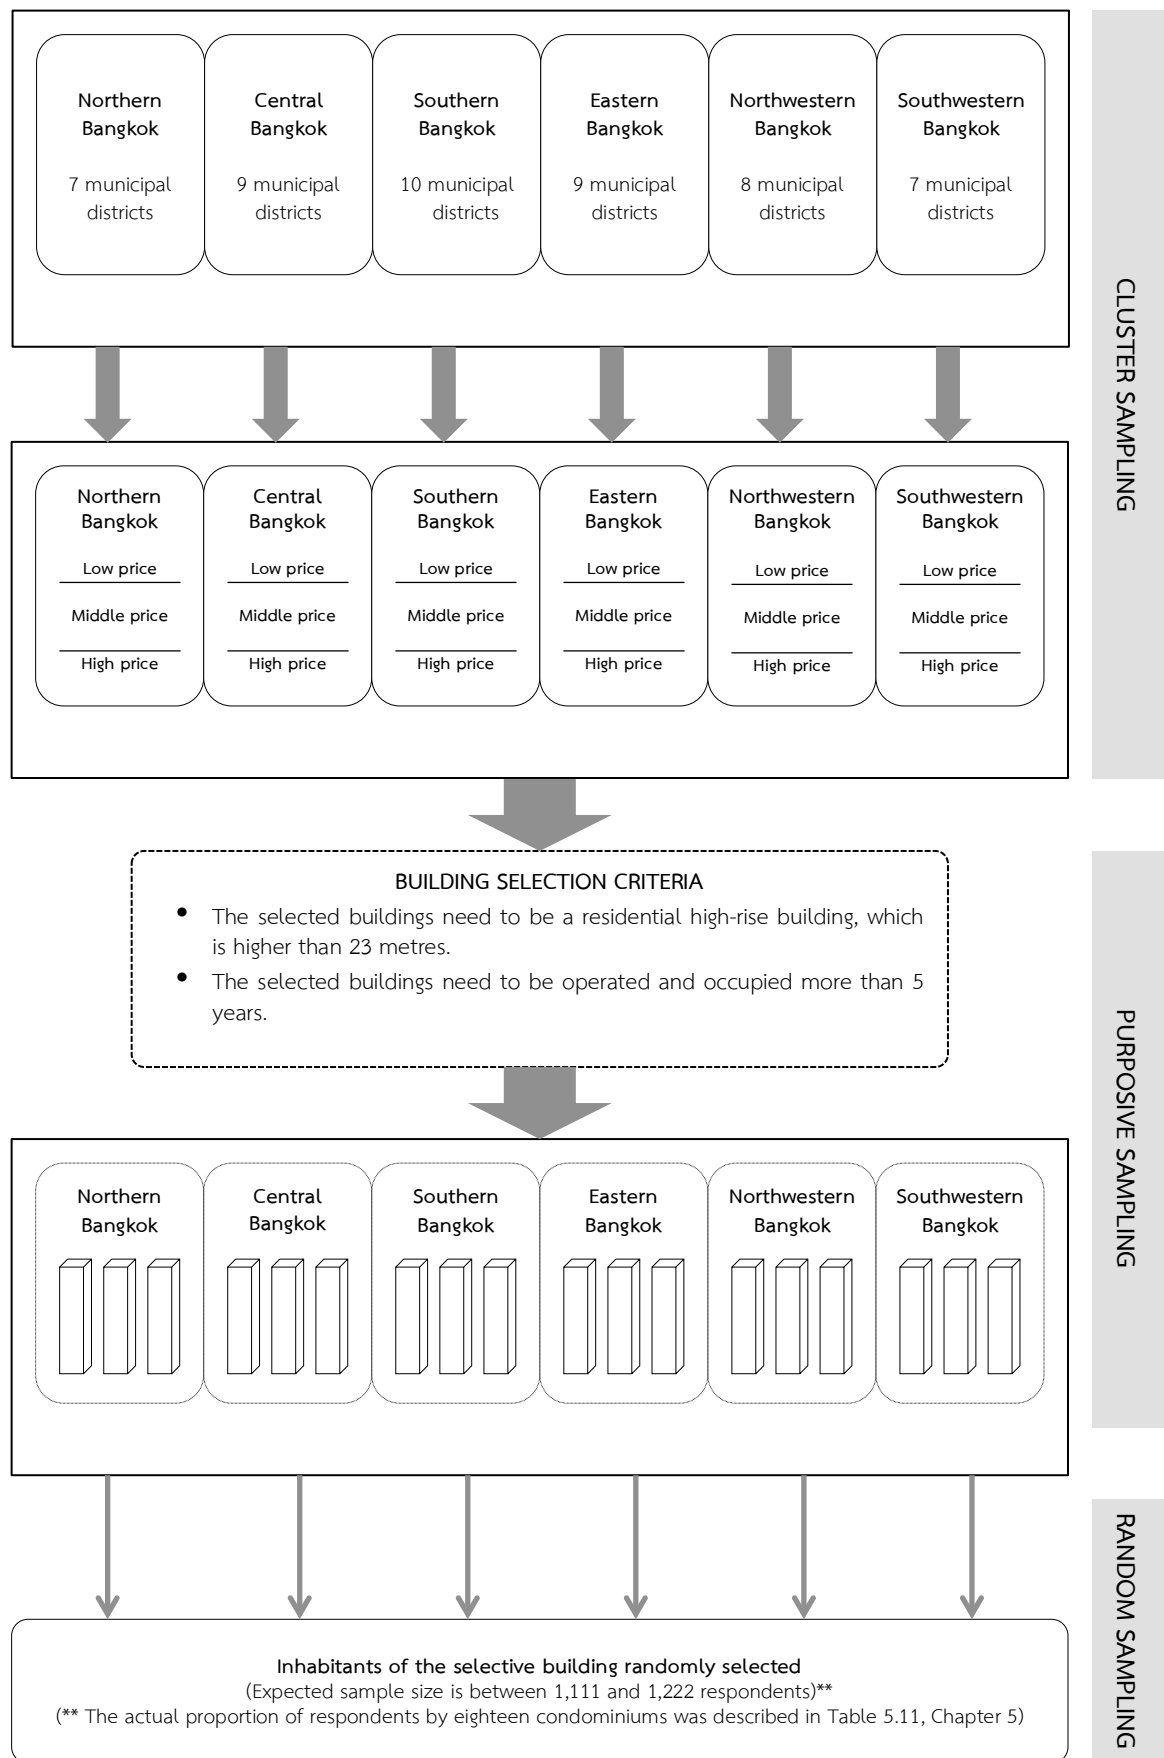 Northern
Bangkok
7 municipal
districts
Central
Bangkok
9 municipal
districts
Southern
Bangkok
10 municipal
districts
Eastern
Bangkok
9 municipal
districts
Northwestern
Bangkok
8 municipal
districts
Southwestern
Bangkok
7 municipal
districts
CLUSTER SAMPLING
Northern
Bangkok
Low price
Middle price
High price
Central
Bangkok
Low price
Middle price
High price
Southern
Bangkok
Low price
Middle price
High price
Eastern
Bangkok
Low price
Middle price
High price
Northwestern
Bangkok
Low price
Middle price
High price
Southwestern
Bangkok
Low price
Middle price
High price
BUILDING SELECTION CRITERIA
• The selected buildings need to be a residential high-rise building, which
is higher than 23 metres.
• The selected buildings need to be operated and occupied more than 5
years.
PURPOSIVE SAMPLING
Northern
Bangkok
Central
Bangkok
Southern
Bangkok
Eastern
Bangkok
Northwestern
Bangkok
Southwestern
Bangkok
RANDOM SAMPLING
Inhabitants of the selective building randomly selected
(Expected sample size is between 1,111 and 1,222 respondents)**
(** The actual proportion of respondents by eighteen condominiums was described in Table 5.11, Chapter 5)